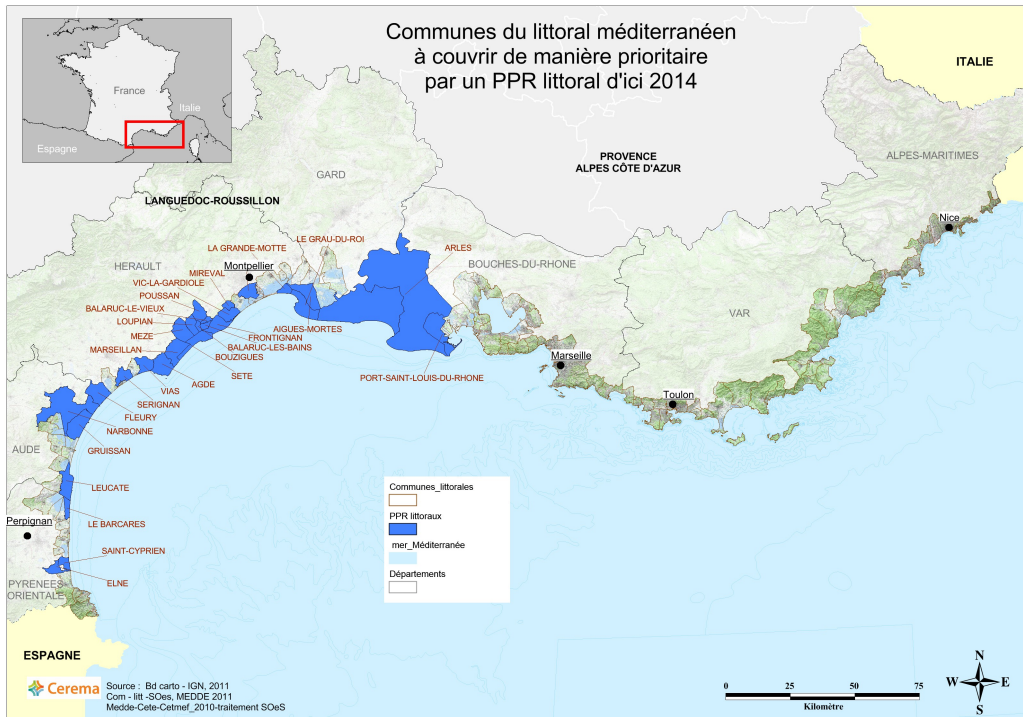 Communes du littoral méditerranéen
à couvrir de manière prioritaire
par un PPR littoral d'ici 2014
France
Italie
Espagne
ITALIE
PROVENCE
ALPES CÔTE D'AZUR
ALPES-MARITIMES
GARD
LANGUEDOC-ROUSSILLON
Nice
LE GRAU-DU-ROI
LA GRANDE-MOTTE
ARLES
HERAULT
Montpellier
BOUCHES-DU-RHONE
MIREVAL
VIC-LA-GARDIOLE
POUSSAN
BALARUC-LE-VIEUX
LOUPIAN
MEZE
MARSEILLAN
AIGUES-MORTES
FRONTIGNAN
BALARUC-LES-BAINS
BOUZIGUES
SETE
AGDE
VIAS
SERIGNAN
FLEURY
NARBONNE
GRUISSAN
VAR
Marseille
PORT-SAINT-LOUIS-DU-RHONE
Toulon
AUDE
LEUCATE
LE BARCARES
Perpignan
SAINT-CYPRIEN
ELNE
PYRENEES-
ORIENTALE
Communes_littorales
PPR littoraux
mer_Méditerranée
Départements
ESPAGNE
Cerema
Source : Bd carto - IGN, 2011
Com - litt -SOes, MEDDE 2011
Medde-Cete-Cetmef_2010-traitement SOeS
0 25 50 75
Kilomètre
N
W E
S